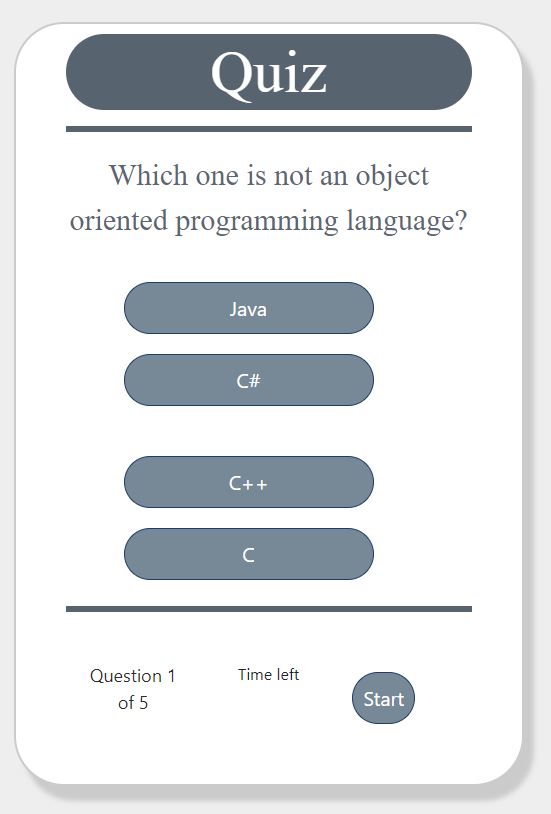 Quiz
Which one is not an object
oriented programming language?
Java
C#
C++
C
Question 1
of 5
Time left
Start